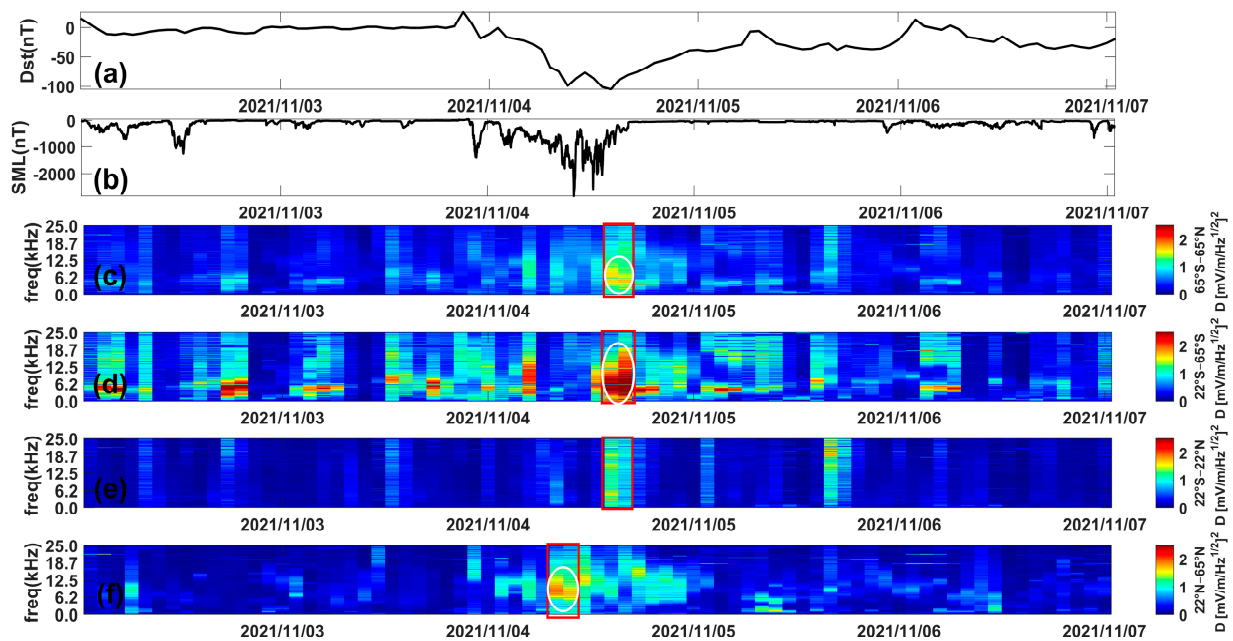 0
-50
-100
Dst(nT)
(a)
2021/11/03 2021/11/04 2021/11/05 2021/11/06 2021/11/07
0
-1000
-2000
SML(nT)
(b)
2021/11/03 2021/11/04 2021/11/05 2021/11/06 2021/11/07
25.0
18.7
12.5
6.2
0.0
freq(kHz)
(c)
2021/11/03 2021/11/04 2021/11/05 2021/11/06 2021/11/07
2
1
0
65°S−65°N
D [mV/m/Hz^1/2]^2
25.0
18.7
12.5
6.2
0.0
freq(kHz)
(d)
2021/11/03 2021/11/04 2021/11/05 2021/11/06 2021/11/07
2
1
0
22°S−65°S
D [mV/m/Hz^1/2]^2
25.0
18.7
12.5
6.2
0.0
freq(kHz)
(e)
2021/11/03 2021/11/04 2021/11/05 2021/11/06 2021/11/07
2
1
0
22°S−22°N
D [mV/m/Hz^1/2]^2
25.0
18.7
12.5
6.2
0.0
freq(kHz)
(f)
2021/11/03 2021/11/04 2021/11/05 2021/11/06 2021/11/07
2
1
0
22°N−65°N
D [mV/m/Hz^1/2]^2